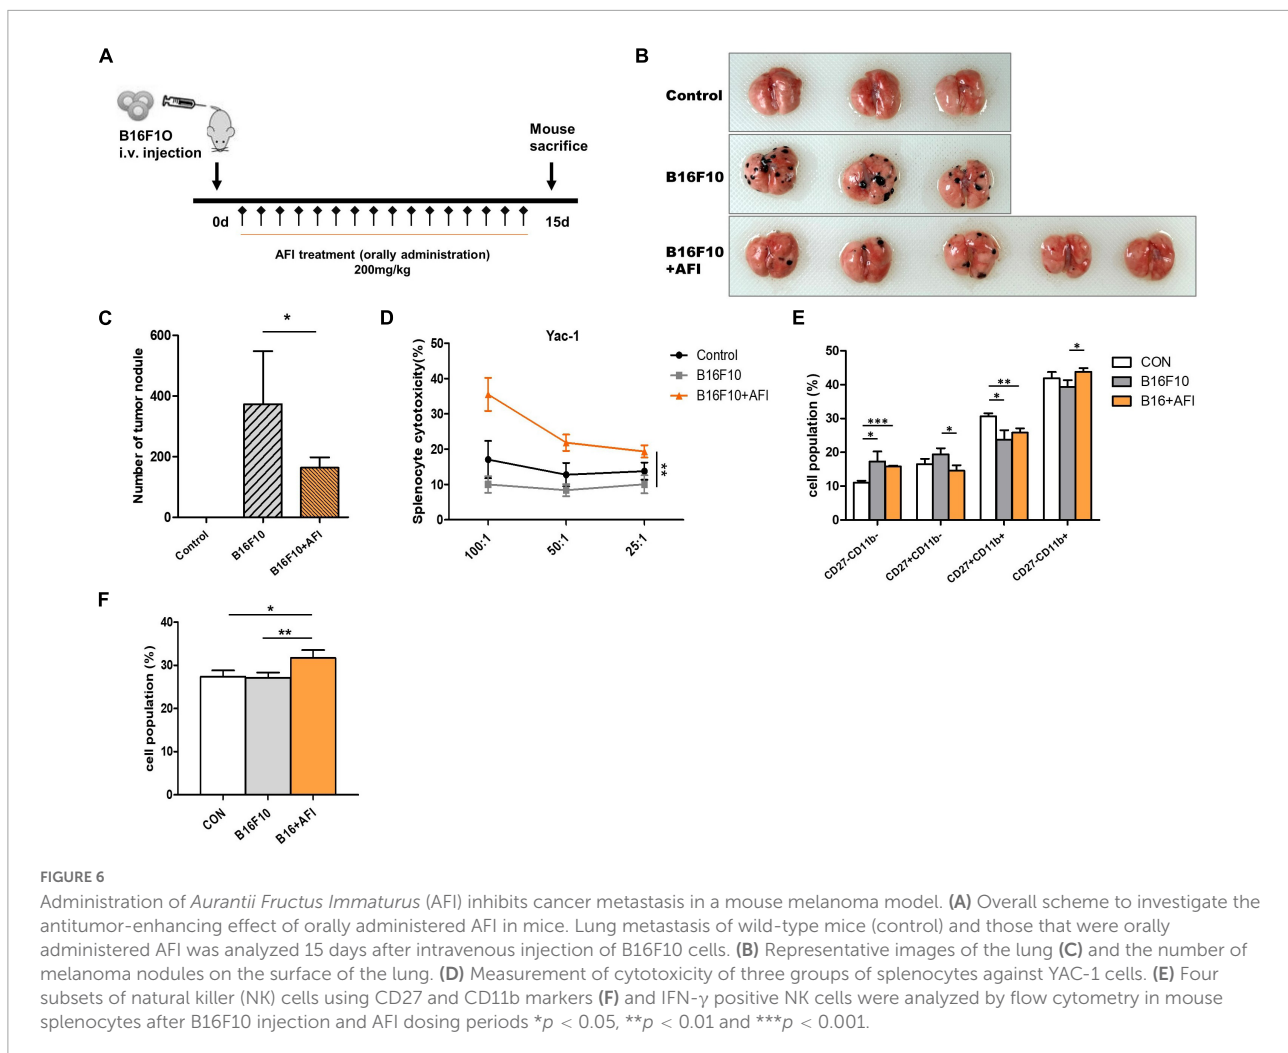 A
B16F1O
i.v. injection
Mouse
sacrifice
0d
15d
AFI treatment (orally administration)
200mg/kg
B
Control
B16F10
B16F10
+AFI
C
Number of tumor nodule
600
400
200
0
*
Control
B16F10
B16F10+AFI
D
Yac-1
Splenocyte cytotoxicity(%)
50
40
30
20
10
0
100:1
50:1
25:1
**
Control
B16F10
B16F10+AFI
E
cell population (%)
50
40
30
20
10
0
***
*
*
**
*
*
CD27-CD11b-
CD27+CD11b-
CD27+CD11b+
CD27-CD11b+
CON
B16F10
B16+AFI
F
cell population (%)
40
30
20
10
0
*
**
CON
B16F10
B16+AFI
FIGURE 6
Administration of Aurantii Fructus Immaturus (AFI) inhibits cancer metastasis in a mouse melanoma model. (A) Overall scheme to investigate the
antitumor-enhancing effect of orally administered AFI in mice. Lung metastasis of wild-type mice (control) and those that were orally
administered AFI was analyzed 15 days after intravenous injection of B16F10 cells. (B) Representative images of the lung (C) and the number of
melanoma nodules on the surface of the lung. (D) Measurement of cytotoxicity of three groups of splenocytes against YAC-1 cells. (E) Four
subsets of natural killer (NK) cells using CD27 and CD11b markers (F) and IFN-γ positive NK cells were analyzed by flow cytometry in mouse
splenocytes after B16F10 injection and AFI dosing periods *p < 0.05, **p < 0.01 and ***p < 0.001.